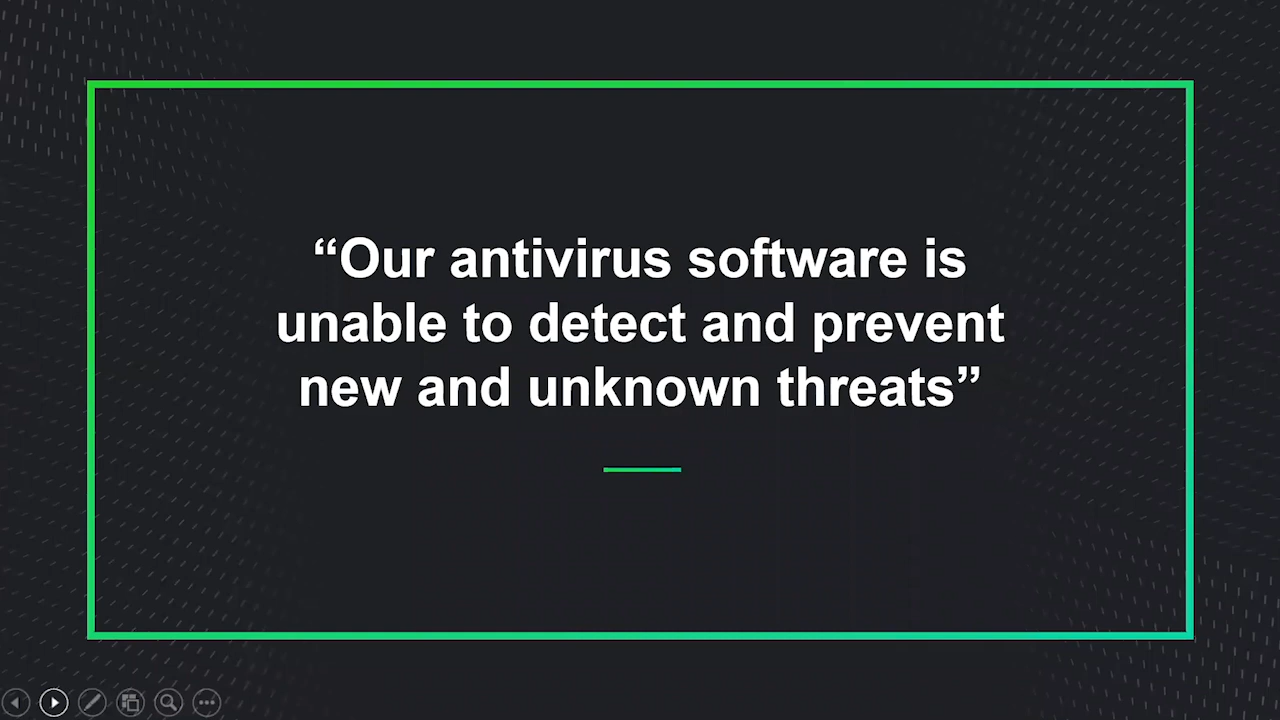 “Our antivirus software is
unable to detect and prevent
new and unknown threats”